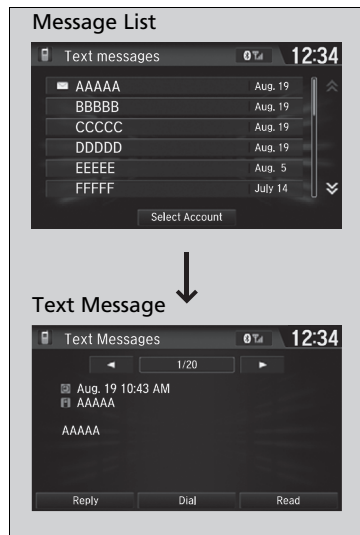 Message List
Text messages 12:34
AAAAA Aug. 19
BBBBB Aug. 19
CCCCC Aug. 19
DDDDD Aug. 19
EEEEE Aug. 5
FFFFF July 14
Select Account
Text Message
Text Messages 12:34
1/20
Aug. 19 10:43 AM
AAAAA
AAAAA
Reply Dial Read